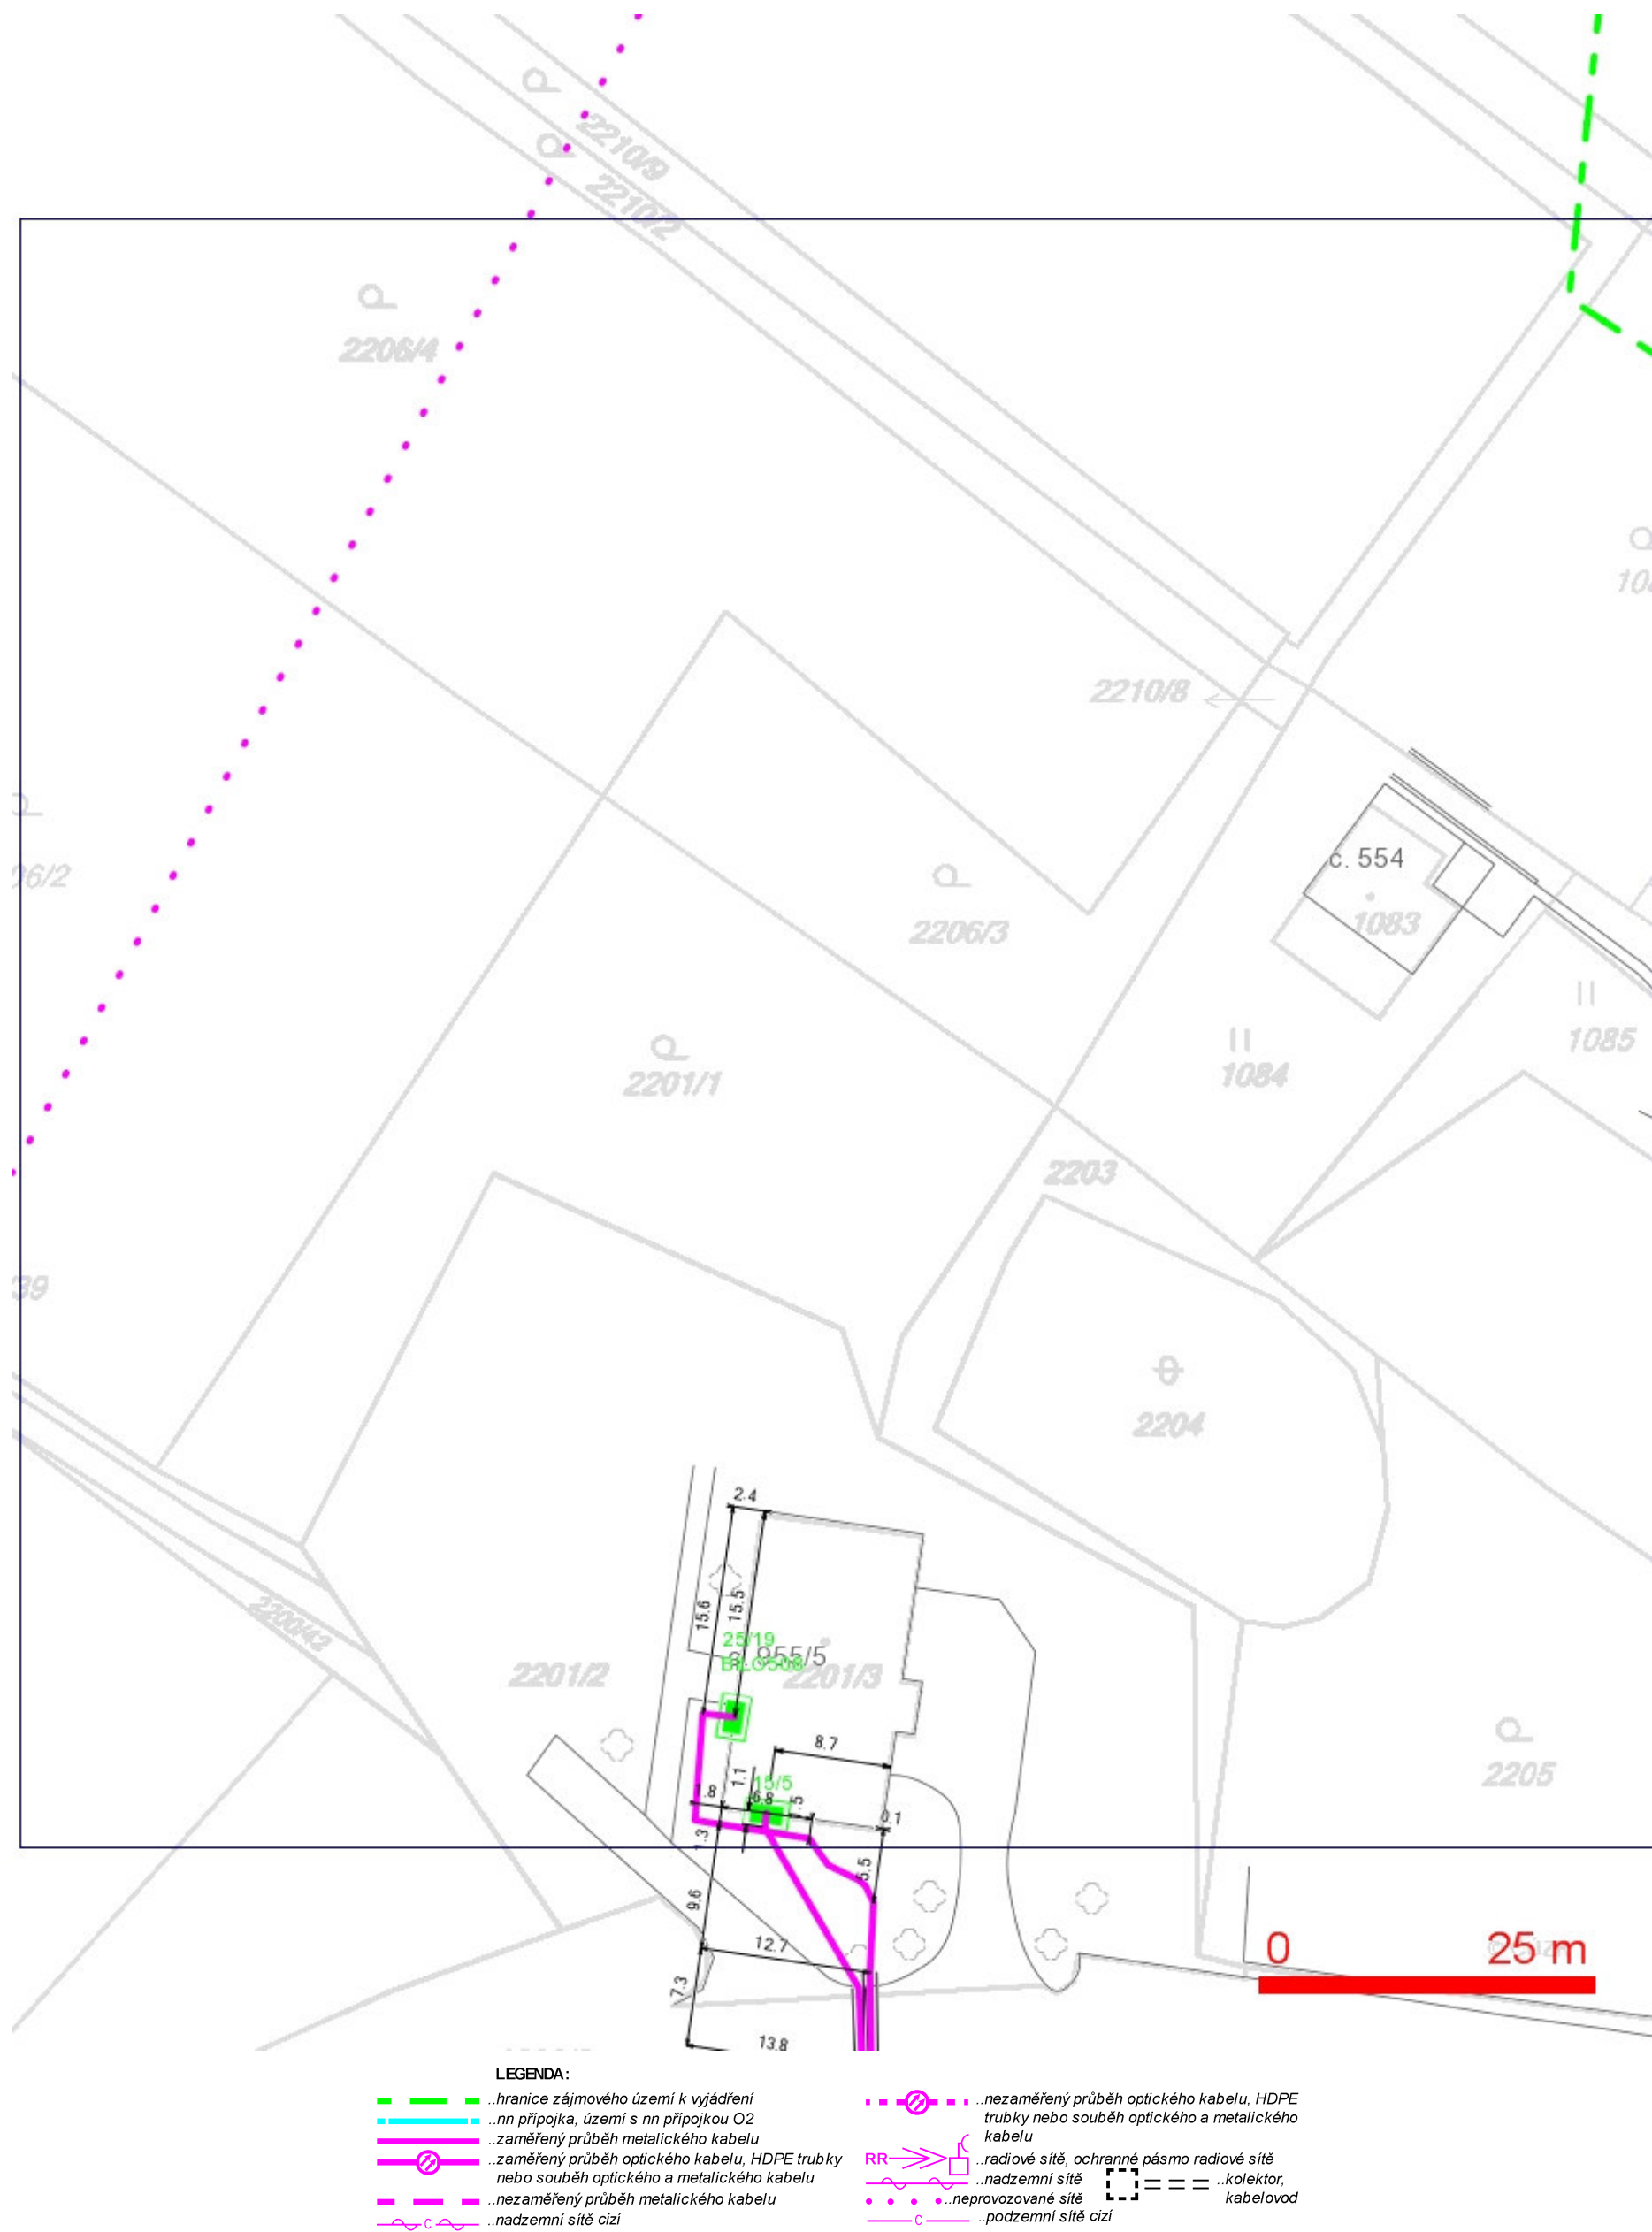 2210/9
2210/2
2206/4
2210/8
c. 554
1083
2206/3
1085
1084
2201/1
2203
2204
2.4
15.6
15.5
25/19
955/5
2201/2
2201/3
2200/42
8.7
1.1
15/5
6.8
0.1
1.3
5.5
9.6
12.7
7.3
13.8
2205
0 25 m
LEGENDA:
..hranice zájmového území k vyjádření
..nn přípojka, území s nn přípojkou O2
..zaměřený průběh metalického kabelu
..zaměřený průběh optického kabelu, HDPE trubky
nebo souběh optického a metalického kabelu
..nezaměřený průběh metalického kabelu
C ..nadzemní sítě cizí
..nezaměřený průběh optického kabelu, HDPE
trubky nebo souběh optického a metalického
kabelu
RR ..radiové sítě, ochranné pásmo radiové sítě
..nadzemní sítě ..kolektor,
kabelovod
..neprovozované sítě
C ..podzemní sítě cizí